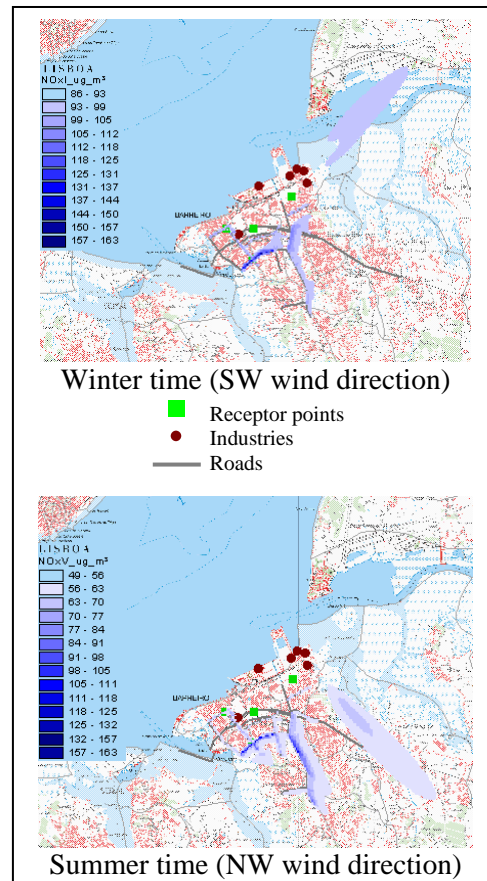 LISBOA
NOxI_ug_m³
86 - 93
93 - 99
99 - 105
105 - 112
112 - 118
118 - 125
125 - 131
131 - 137
137 - 144
144 - 150
150 - 157
157 - 163
BARREIRO
Winter time (SW wind direction)
Receptor points
Industries
Roads
LISBOA
NOxV_ug_m³
49 - 56
56 - 63
63 - 70
70 - 77
77 - 84
84 - 91
91 - 98
98 - 105
105 - 111
111 - 118
118 - 125
125 - 132
132 - 157
157 - 163
BARREIRO
Summer time (NW wind direction)